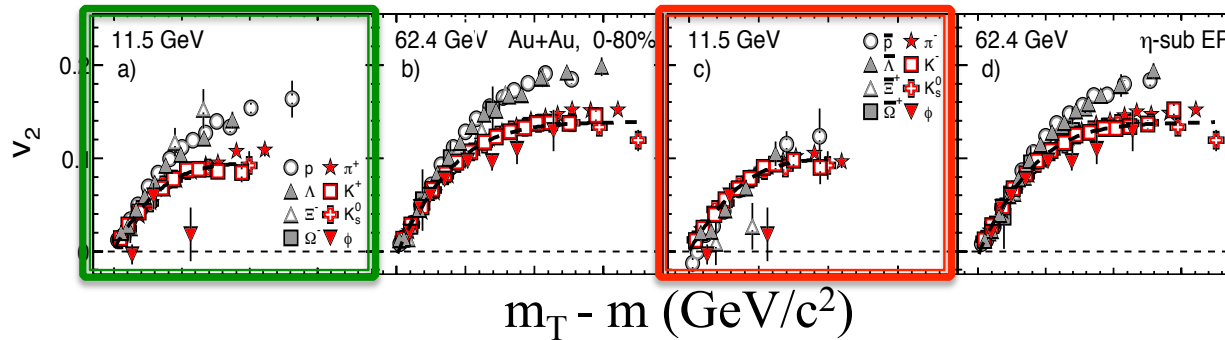 11.5 GeV
a)
62.4 GeV Au+Au, 0-80%
b)
11.5 GeV
c)
62.4 GeV η-sub EP
d)
v₂
0.2
0.1
0
p π⁺
Λ K⁺
Ξ⁻ K⁰ₛ
Ω⁻ ϕ
p̅ π⁻
Λ̅ K⁻
Ξ̅⁺ K⁰ₛ
Ω̅⁺ ϕ
m_T - m (GeV/c²)